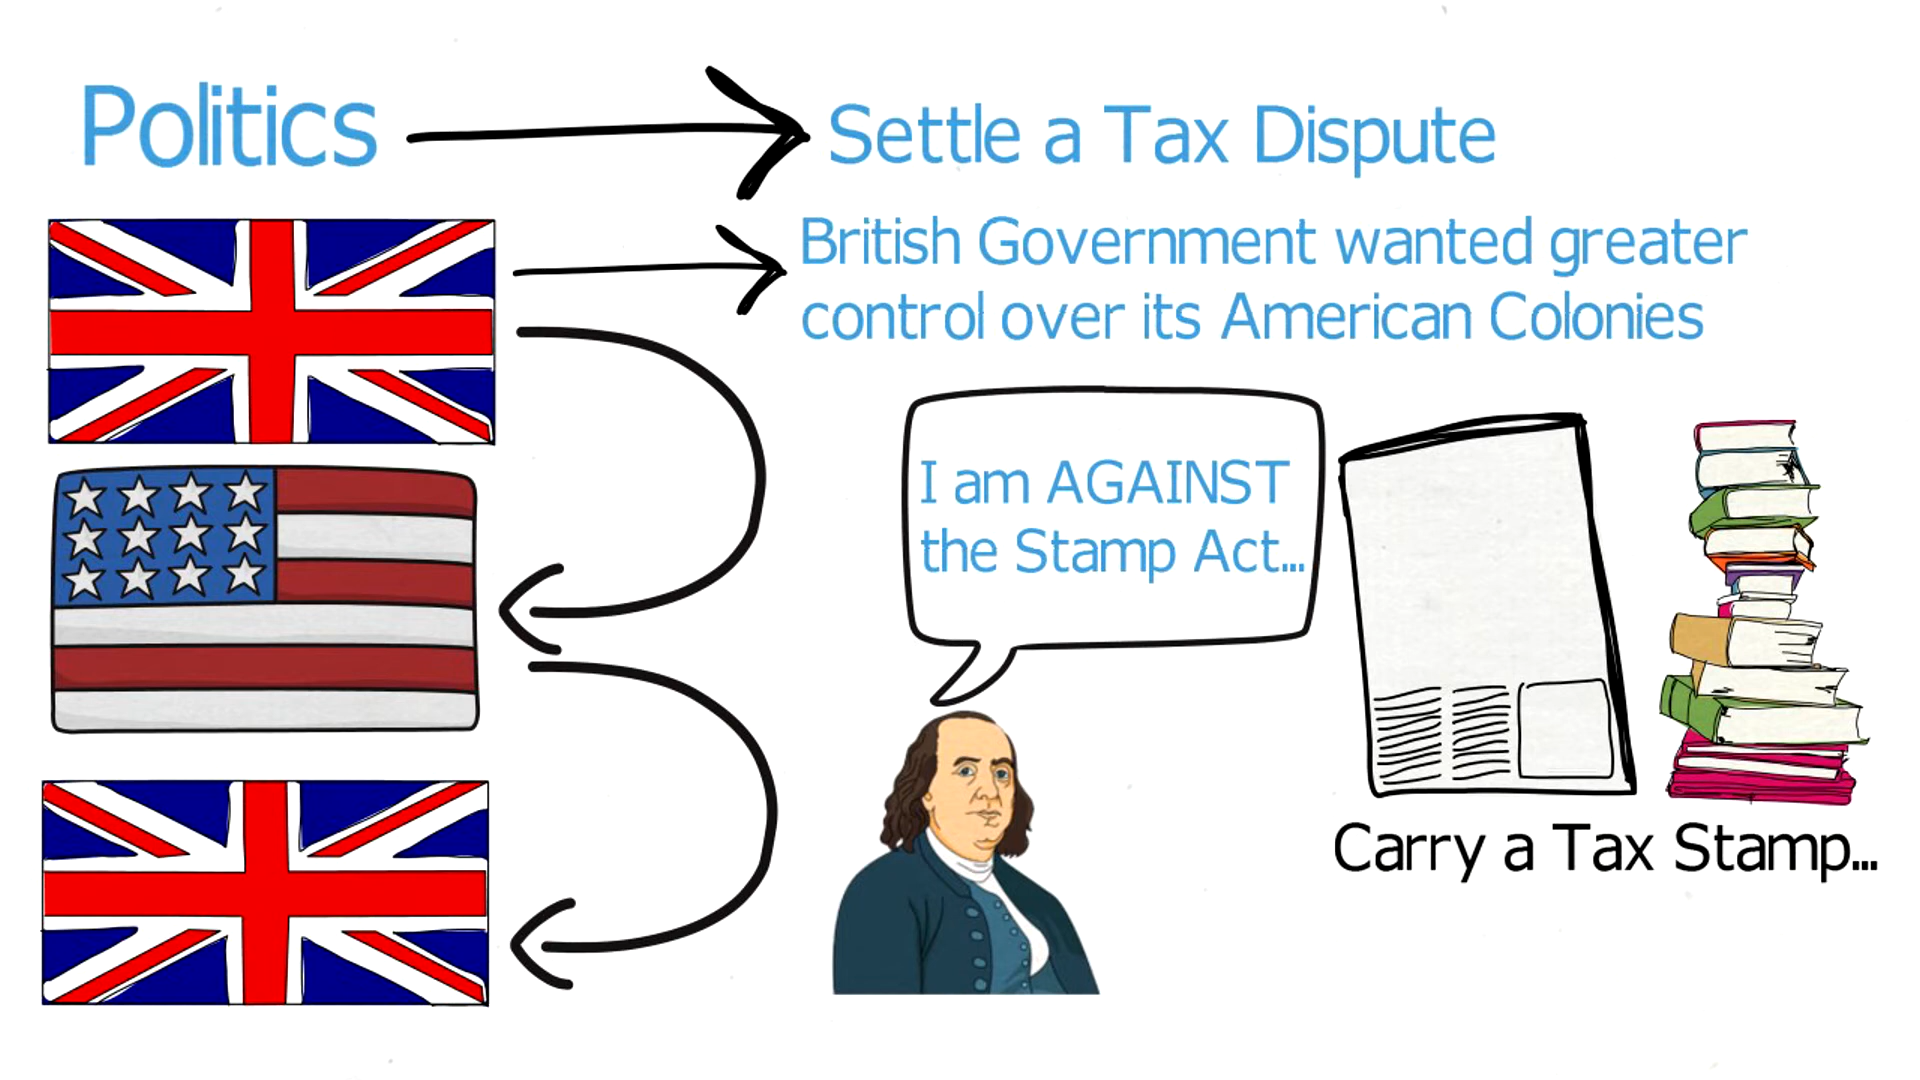 Politics
Settle a Tax Dispute
British Government wanted greater
control over its American Colonies
I am AGAINST
the Stamp Act...
Carry a Tax Stamp...